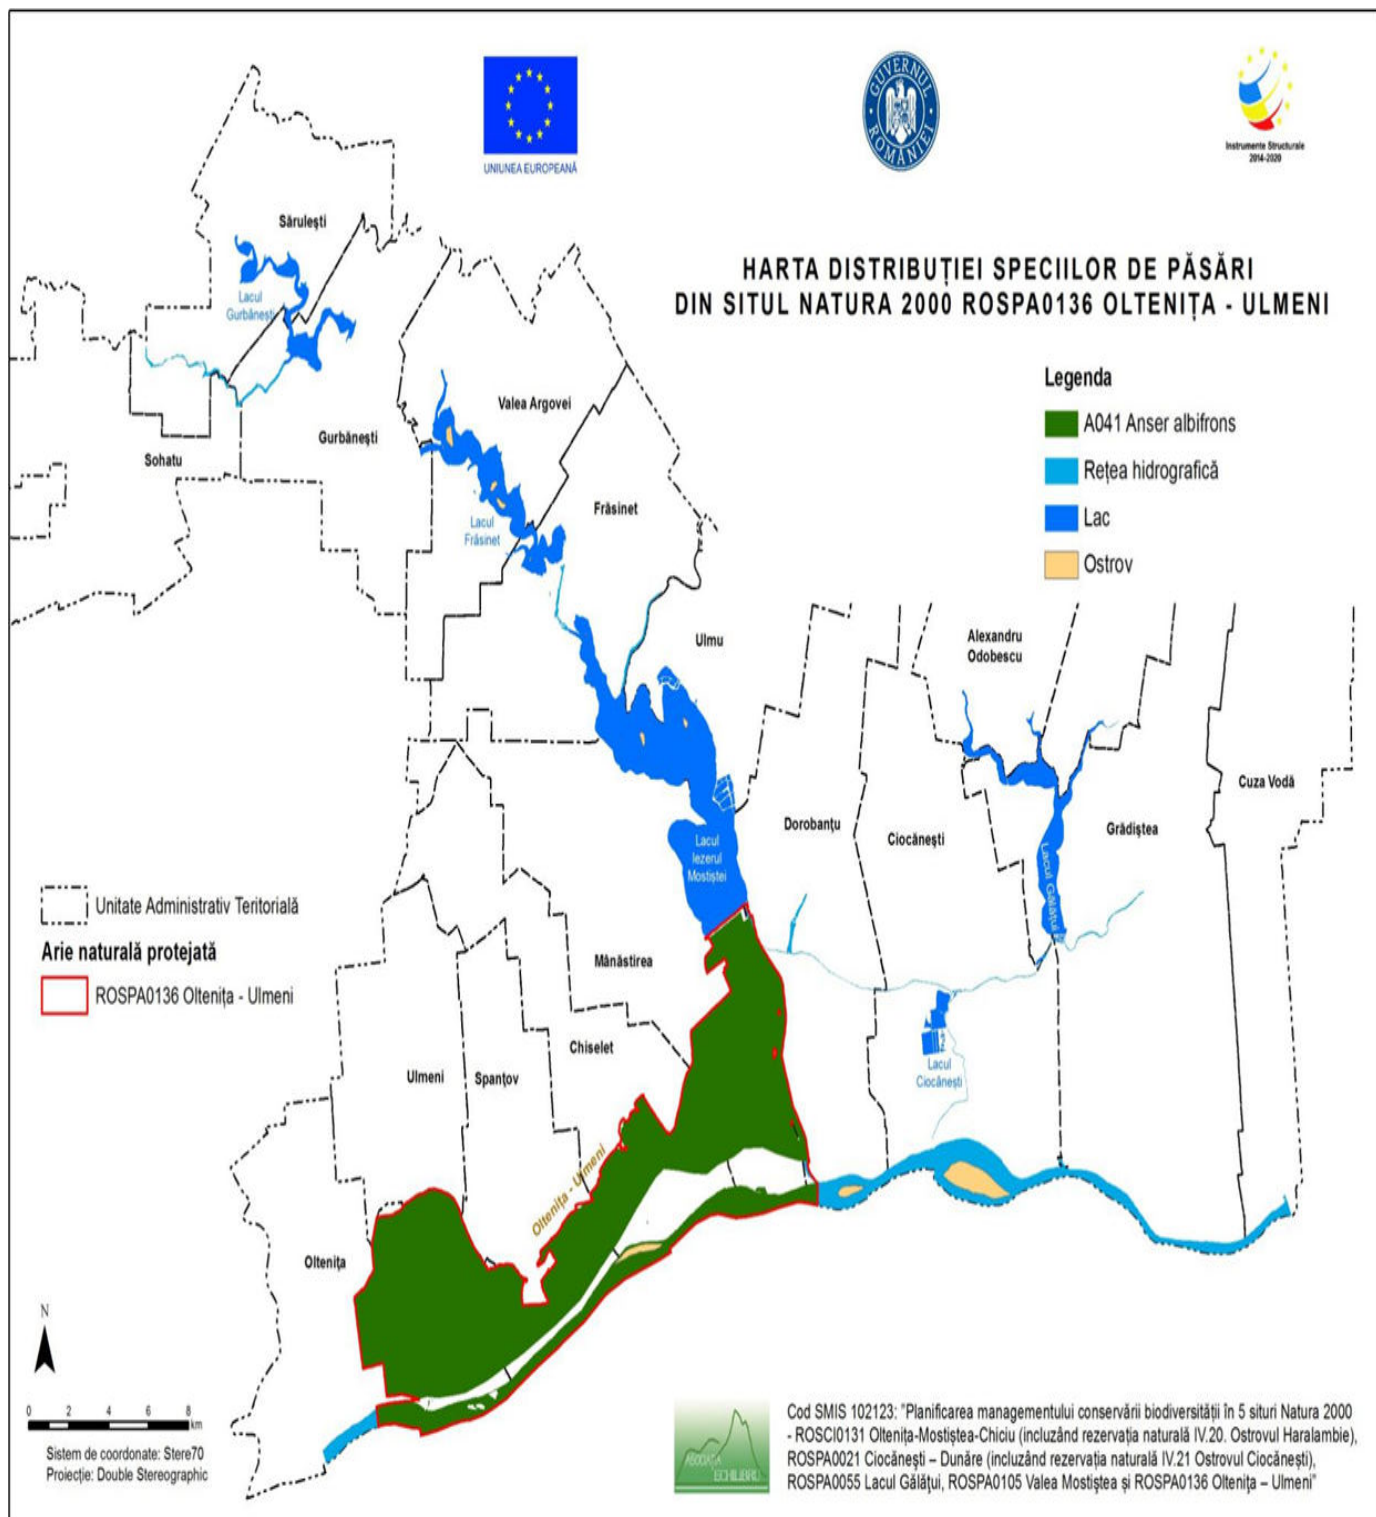 UNIUNEA EUROPEANĂ
GUVERNUL ROMÂNIEI
Instrumente Structurale
2014-2020
HARTA DISTRIBUȚIEI SPECIILOR DE PĂSĂRI
DIN SITUL NATURA 2000 ROSPA0136 OLTENIȚA - ULMENI
Legenda
A041 Anser albifrons
Rețea hidrografică
Lac
Ostrov
Sărulești
Lacul
Gurbănești
Valea Argovei
Gurbănești
Sohatu
Frăsinet
Lacul
Frăsinet
Ulmu
Alexandru
Odobescu
Cuza Vodă
Dorobanțu
Ciocănești
Grădiștea
Lacul
Iezerul
Mostiștei
Lacul Gălățui
Unitate Administrativ Teritorială
Arie naturală protejată
ROSPA0136 Oltenița - Ulmeni
Mănăstirea
Chiselet
Ulmeni
Spanțov
Lacul
Ciocănești
Oltenița - Ulmeni
Oltenița
N
0 2 4 6 8
km
Sistem de coordonate: Stere70
Proiecție: Double Stereographic
ASOCIAȚIA
ECHILIBRU
Cod SMIS 102123: "Planificarea managementului conservării biodiversității în 5 situri Natura 2000
- ROSCI0131 Oltenița-Mostiștea-Chiciu (incluzând rezervația naturală IV.20. Ostrovul Haralambie),
ROSPA0021 Ciocănești – Dunăre (incluzând rezervația naturală IV.21 Ostrovul Ciocănești),
ROSPA0055 Lacul Gălățui, ROSPA0105 Valea Mostiștea și ROSPA0136 Oltenița – Ulmeni"